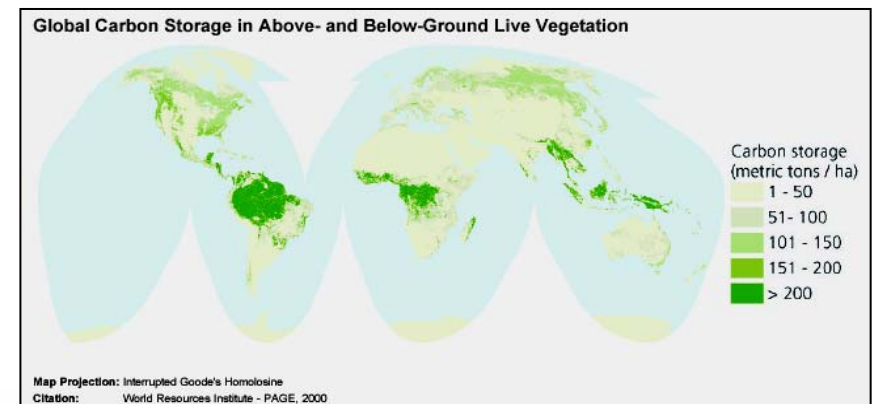 Global Carbon Storage in Above- and Below-Ground Live Vegetation
Carbon storage
(metric tons / ha)
1 - 50
51- 100
101 - 150
151 - 200
> 200
Map Projection: Interrupted Goode's Homolosine
Citation: World Resources Institute - PAGE, 2000